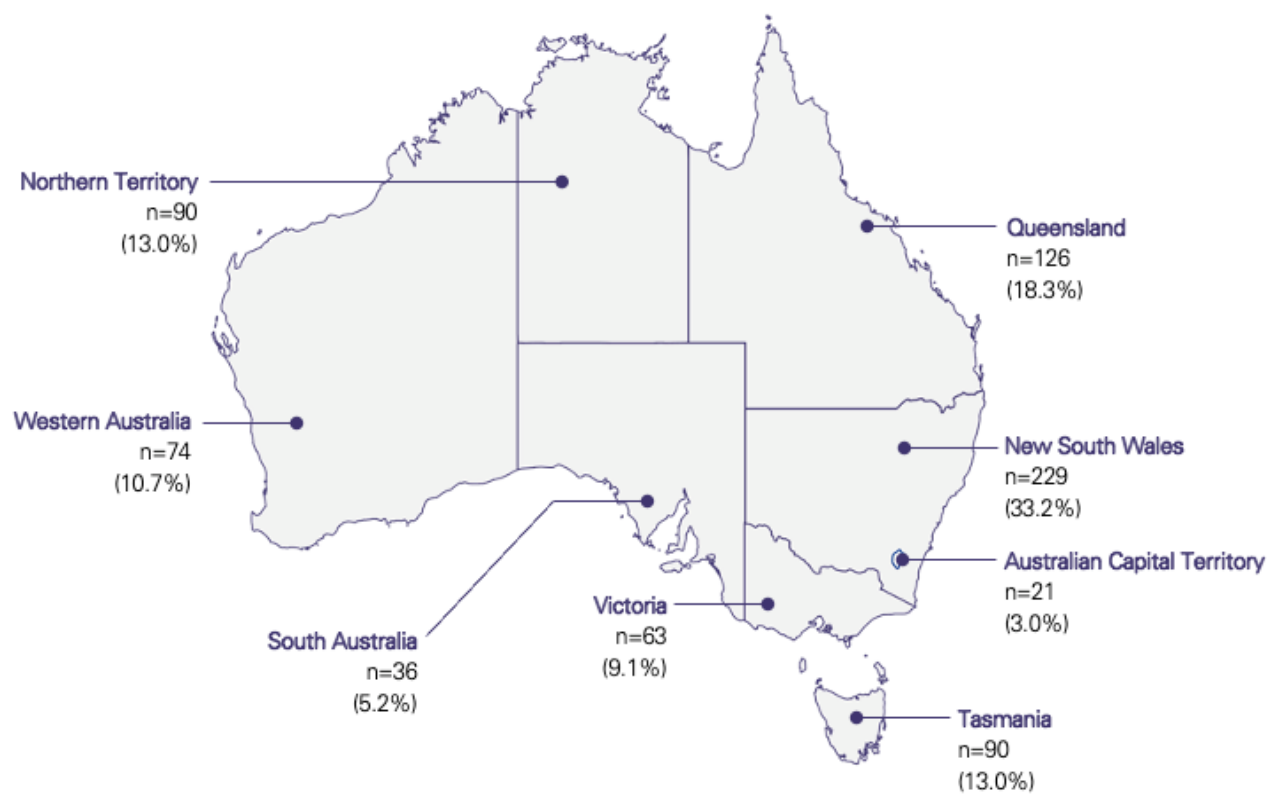 Northern Territory
n=90
(13.0%)
Queensland
n=126
(18.3%)
Western Australia
n=74
(10.7%)
New South Wales
n=229
(33.2%)
Australian Capital Territory
n=21
(3.0%)
Victoria
n=63
(9.1%)
South Australia
n=36
(5.2%)
Tasmania
n=90
(13.0%)